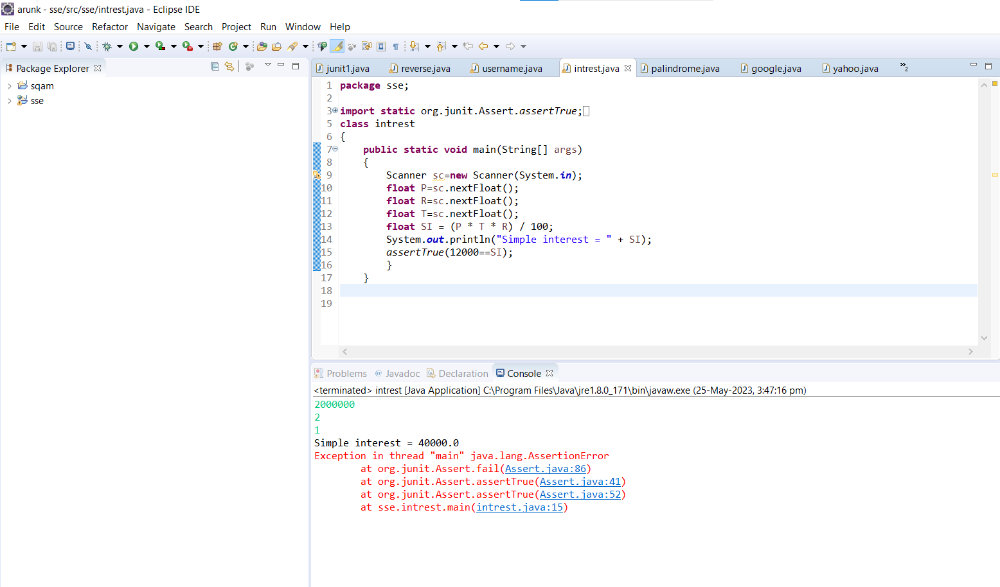 arunk - sse/src/sse/intrest.java - Eclipse IDE
File Edit Source Refactor Navigate Search Project Run Window Help
Package Explorer
sqam
sse
junit1.java reverse.java username.java intrest.java palindrome.java google.java yahoo.java »2
1 package sse;
2
3 import static org.junit.Assert.assertTrue;
5 class intrest
6 {
7 public static void main(String[] args)
8 {
9 Scanner sc=new Scanner(System.in);
10 float P=sc.nextFloat();
11 float R=sc.nextFloat();
12 float T=sc.nextFloat();
13 float SI = (P * T * R) / 100;
14 System.out.println("Simple interest = " + SI);
15 assertTrue(12000==SI);
16 }
17 }
18
19
Problems @ Javadoc Declaration Console
<terminated> intrest [Java Application] C:\Program Files\Java\jre1.8.0_171\bin\javaw.exe (25-May-2023, 3:47:16 pm)
2000000
2
1
Simple interest = 40000.0
Exception in thread "main" java.lang.AssertionError
at org.junit.Assert.fail(Assert.java:86)
at org.junit.Assert.assertTrue(Assert.java:41)
at org.junit.Assert.assertTrue(Assert.java:52)
at sse.intrest.main(intrest.java:15)